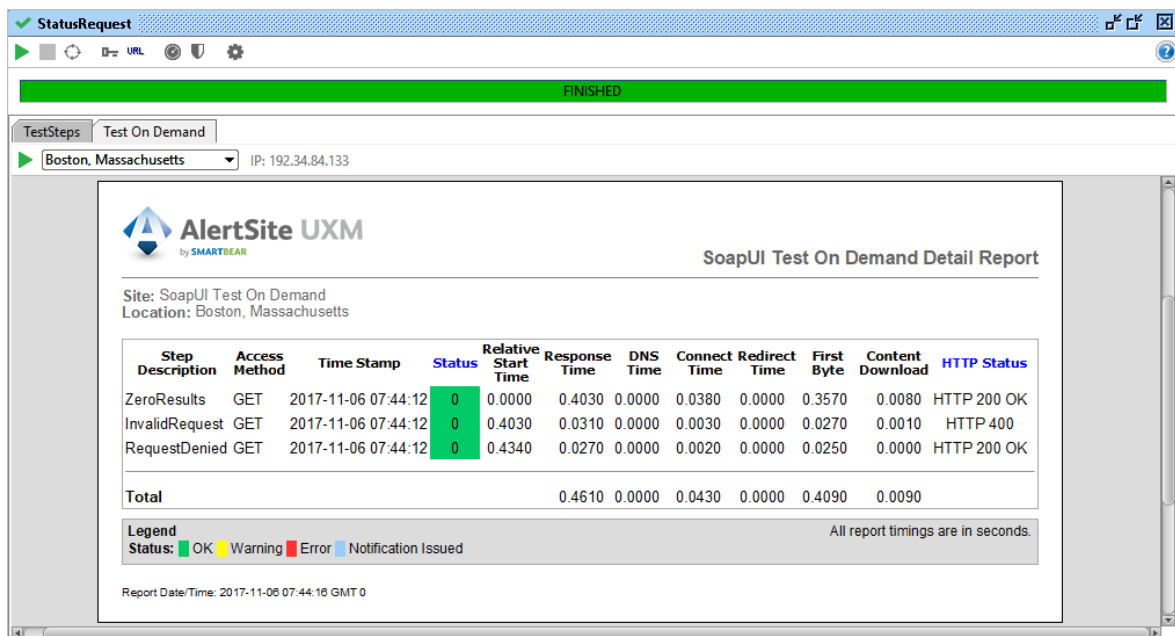 StatusRequest
URL
FINISHED
TestSteps Test On Demand
Boston, Massachusetts IP: 192.34.84.133
AlertSite UXM
by SMARTBEAR
SoapUI Test On Demand Detail Report
Site: SoapUI Test On Demand
Location: Boston, Massachusetts
Step Description Access Method Time Stamp Status Relative Start Time Response Time DNS Time Connect Time Redirect Time First Byte Content Download HTTP Status
ZeroResults GET 2017-11-06 07:44:12 0 0.0000 0.4030 0.0000 0.0380 0.0000 0.3570 0.0080 HTTP 200 OK
InvalidRequest GET 2017-11-06 07:44:12 0 0.4030 0.0310 0.0000 0.0030 0.0000 0.0270 0.0010 HTTP 400
RequestDenied GET 2017-11-06 07:44:12 0 0.4340 0.0270 0.0000 0.0020 0.0000 0.0250 0.0000 HTTP 200 OK
Total 0.4610 0.0000 0.0430 0.0000 0.4090 0.0090
Legend All report timings are in seconds.
Status: OK Warning Error Notification Issued
Report Date/Time: 2017-11-06 07:44:16 GMT 0